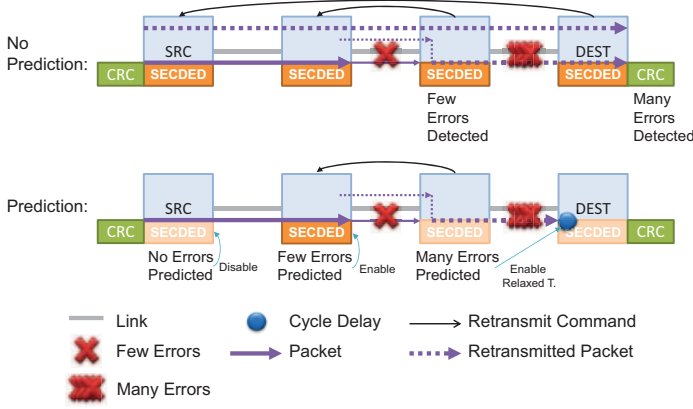 No
Prediction:
SRC
DEST
CRC
SECDED
SECDED
SECDED
SECDED
CRC
Few
Errors
Detected
Many
Errors
Detected
Prediction:
SRC
DEST
CRC
SECDED
SECDED
SECDED
SECDED
CRC
No Errors
Predicted
Disable
Few Errors
Predicted
Enable
Many Errors
Predicted
Enable
Relaxed T.
Link
Cycle Delay
Retransmit Command
Few Errors
Packet
Retransmitted Packet
Many Errors